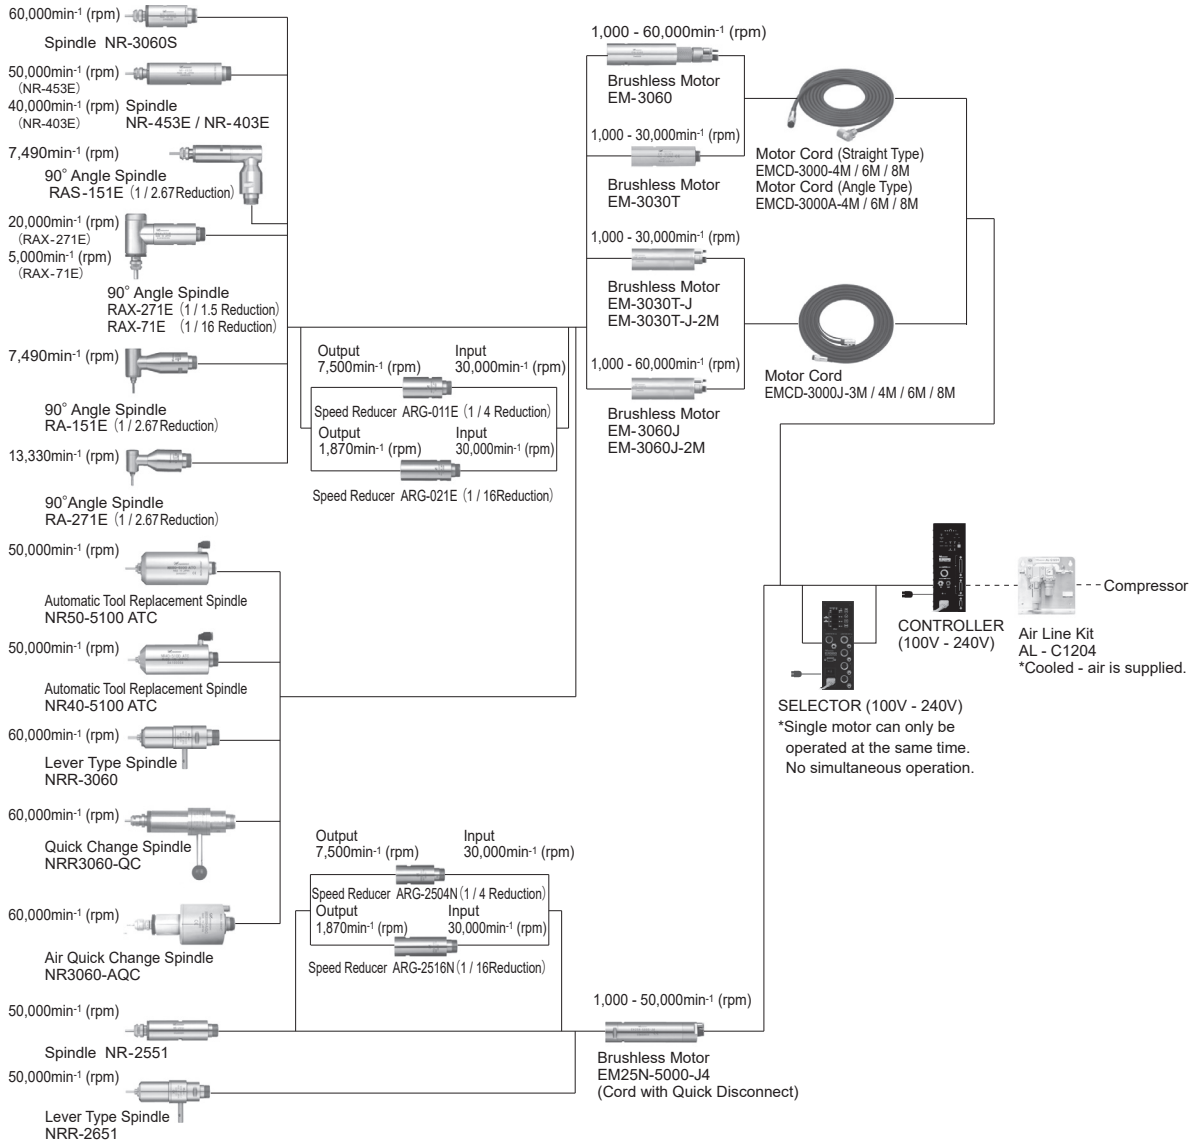 60,000min-1 (rpm)
Spindle NR-3060S
50,000min-1 (rpm)
(NR-453E)
40,000min-1 (rpm)
(NR-403E)
Spindle
NR-453E / NR-403E
7,490min-1 (rpm)
90° Angle Spindle
RAS-151E (1 / 2.67Reduction)
20,000min-1 (rpm)
(RAX-271E)
5,000min-1 (rpm)
(RAX-71E)
90° Angle Spindle
RAX-271E (1 / 1.5 Reduction)
RAX-71E (1 / 16 Reduction)
7,490min-1 (rpm)
90° Angle Spindle
RA-151E (1 / 2.67Reduction)
13,330min-1 (rpm)
90°Angle Spindle
RA-271E (1 / 2.67Reduction)
50,000min-1 (rpm)
Automatic Tool Replacement Spindle
NR50-5100 ATC
50,000min-1 (rpm)
Automatic Tool Replacement Spindle
NR40-5100 ATC
60,000min-1 (rpm)
Lever Type Spindle
NRR-3060
60,000min-1 (rpm)
Quick Change Spindle
NRR3060-QC
60,000min-1 (rpm)
Air Quick Change Spindle
NR3060-AQC
50,000min-1 (rpm)
Spindle NR-2551
50,000min-1 (rpm)
Lever Type Spindle
NRR-2651
Output
7,500min-1 (rpm)
Input
30,000min-1 (rpm)
Speed Reducer ARG-011E (1 / 4 Reduction)
Output
1,870min-1 (rpm)
Input
30,000min-1 (rpm)
Speed Reducer ARG-021E (1 / 16Reduction)
Output
7,500min-1 (rpm)
Input
30,000min-1 (rpm)
Speed Reducer ARG-2504N (1 / 4 Reduction)
Output
1,870min-1 (rpm)
Input
30,000min-1 (rpm)
Speed Reducer ARG-2516N (1 / 16Reduction)
1,000 - 60,000min-1 (rpm)
Brushless Motor
EM-3060
1,000 - 30,000min-1 (rpm)
Brushless Motor
EM-3030T
1,000 - 30,000min-1 (rpm)
Brushless Motor
EM-3030T-J
EM-3030T-J-2M
1,000 - 60,000min-1 (rpm)
Brushless Motor
EM-3060J
EM-3060J-2M
1,000 - 50,000min-1 (rpm)
Brushless Motor
EM25N-5000-J4
(Cord with Quick Disconnect)
Motor Cord (Straight Type)
EMCD-3000-4M / 6M / 8M
Motor Cord (Angle Type)
EMCD-3000A-4M / 6M / 8M
Motor Cord
EMCD-3000J-3M / 4M / 6M / 8M
SELECTOR (100V - 240V)
*Single motor can only be
operated at the same time.
No simultaneous operation.
CONTROLLER
(100V - 240V)
Air Line Kit
AL - C1204
*Cooled - air is supplied.
Compressor